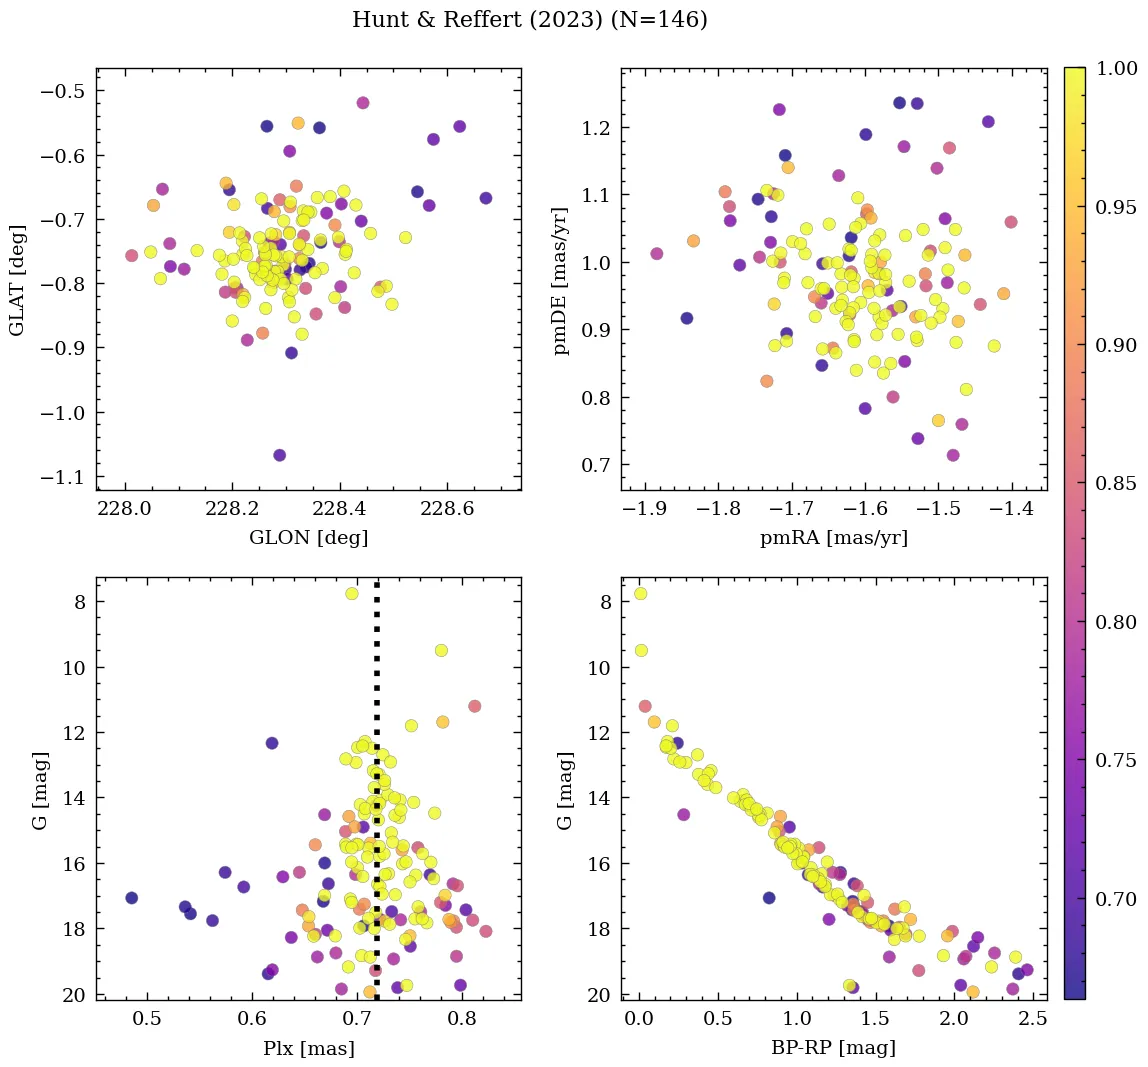 Hunt & Reffert (2023) (N=146)
−0.5
−0.6
−0.7
−0.8
−0.9
−1.0
−1.1
GLAT [deg]
228.0 228.2 228.4 228.6
GLON [deg]
1.2
1.1
1.0
0.9
0.8
0.7
pmDE [mas/yr]
−1.9 −1.8 −1.7 −1.6 −1.5 −1.4
pmRA [mas/yr]
8
10
12
14
16
18
20
G [mag]
0.5 0.6 0.7 0.8
Plx [mas]
8
10
12
14
16
18
20
G [mag]
0.0 0.5 1.0 1.5 2.0 2.5
BP-RP [mag]
1.00
0.95
0.90
0.85
0.80
0.75
0.70